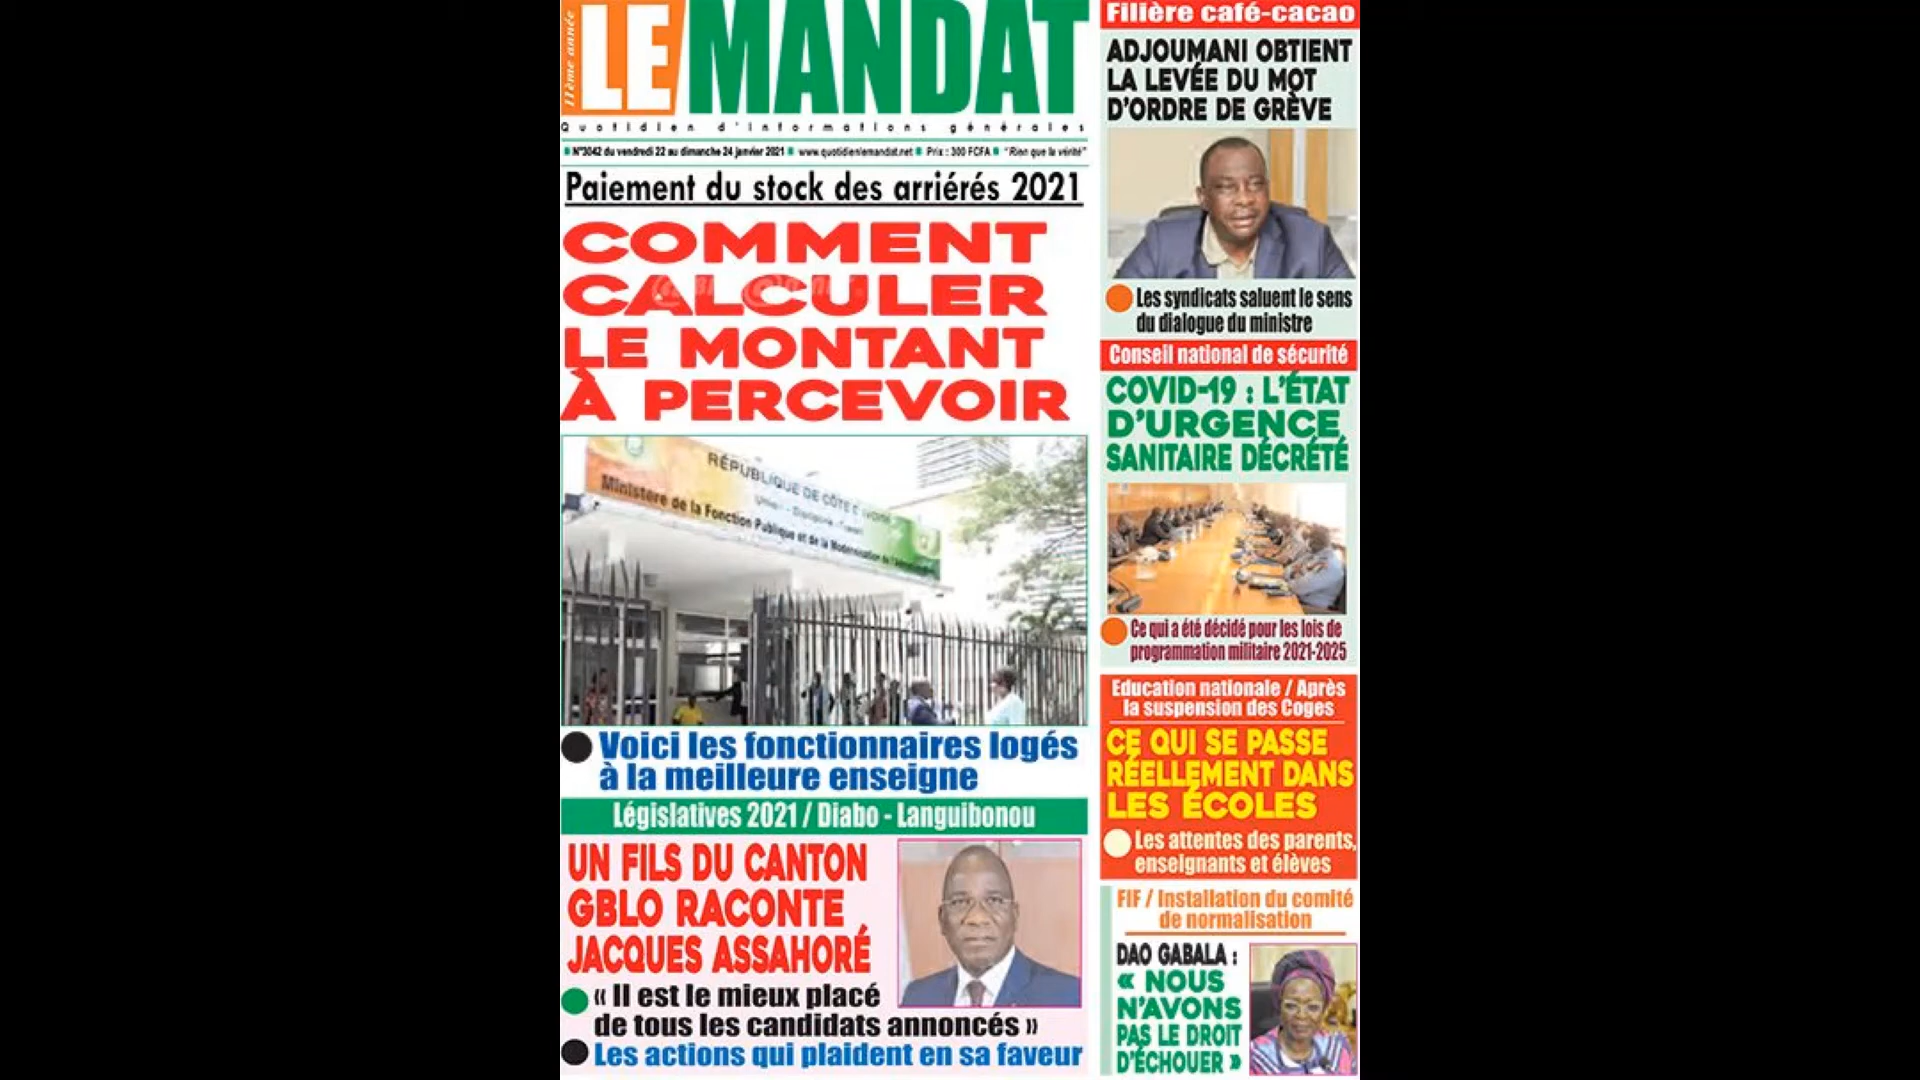 11ème année
LE MANDAT
Quotidien d'informations générales
N°3042 du vendredi 22 au dimanche 24 janvier 2021 www.quotidienlemandat.net Prix : 300 FCFA "Rien que la vérité"
Paiement du stock des arriérés 2021
COMMENT
CALCULER
LE MONTANT
À PERCEVOIR
RÉPUBLIQUE DE CÔTE D'IVOIRE
Ministère de la Fonction Publique et de la Modernisation de l'Administration
Voici les fonctionnaires logés
à la meilleure enseigne
Législatives 2021 / Diabo - Languibonou
UN FILS DU CANTON
GBLO RACONTE
JACQUES ASSAHORÉ
« Il est le mieux placé
de tous les candidats annoncés »
Les actions qui plaident en sa faveur
Filière café-cacao
ADJOUMANI OBTIENT
LA LEVÉE DU MOT
D'ORDRE DE GRÈVE
Les syndicats saluent le sens
du dialogue du ministre
Conseil national de sécurité
COVID-19 : L'ÉTAT
D'URGENCE
SANITAIRE DÉCRÉTÉ
Ce qui a été décidé pour les lois de
programmation militaire 2021-2025
Education nationale / Après
la suspension des Coges
CE QUI SE PASSE
RÉELLEMENT DANS
LES ÉCOLES
Les attentes des parents,
enseignants et élèves
FIF / Installation du comité
de normalisation
DAO GABALA :
« NOUS
N'AVONS
PAS LE DROIT
D'ÉCHOUER »